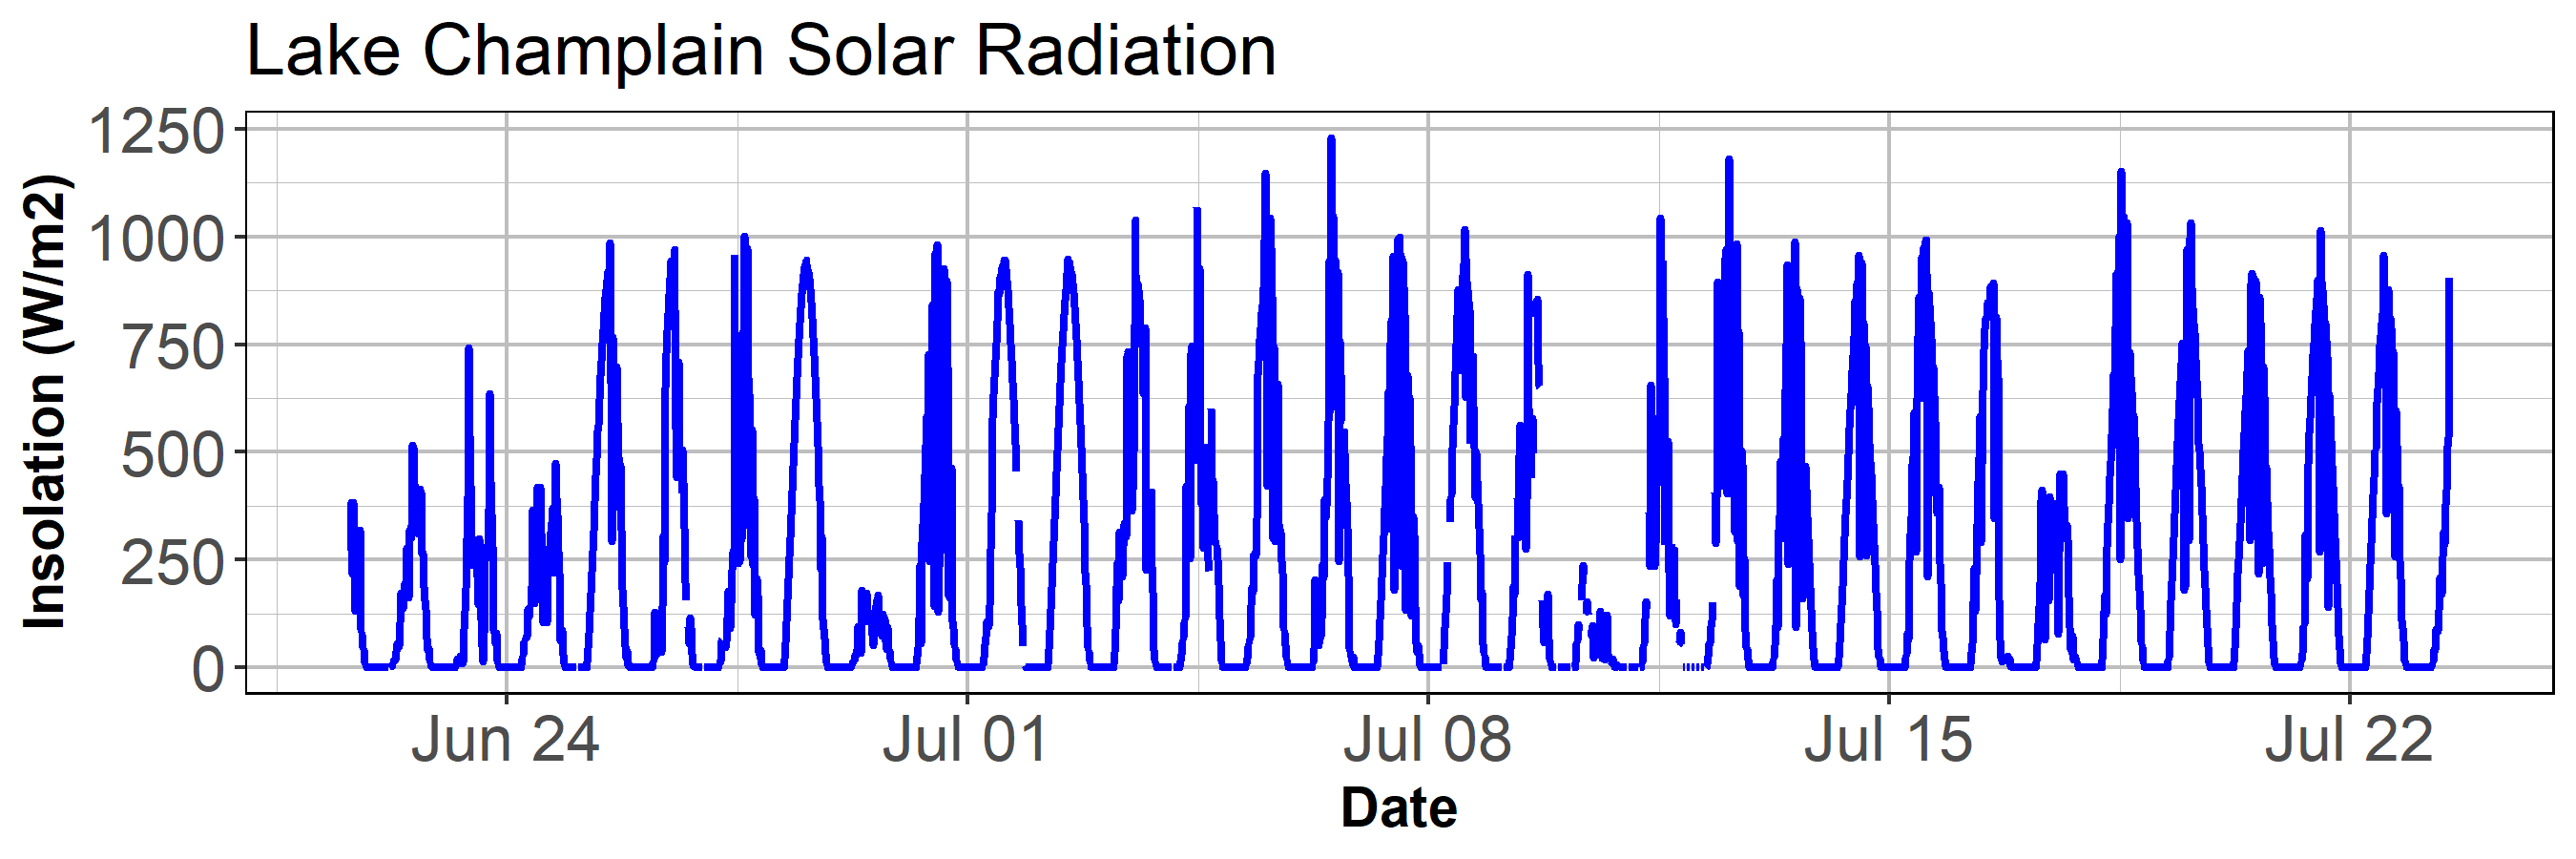 Lake Champlain Solar Radiation
1250
1000
750
500
250
0
Insolation (W/m2)
Jun 24
Jul 01
Jul 08
Jul 15
Jul 22
Date